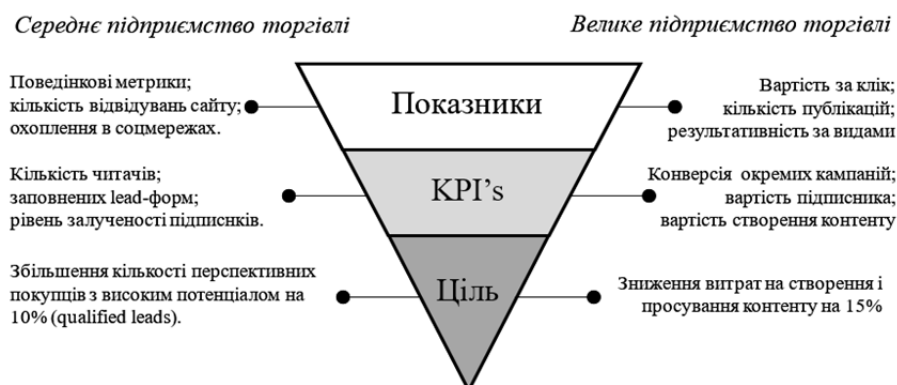 Середнє підприємство торгівлі
Велике підприємство торгівлі
Поведінкові метрики;
кількість відвідувань сайту;
охоплення в соцмережах.
Показники
Вартість за клік;
кількість публікацій;
результативність за видами
Кількість читачів;
заповнених lead-форм;
рівень залученості підписнків.
KPI’s
Конверсія окремих кампаній;
вартість підписника;
вартість створення контенту
Збільшення кількості перспективних
покупців з високим потенціалом на
10% (qualified leads).
Ціль
Зниження витрат на створення і
просування контенту на 15%